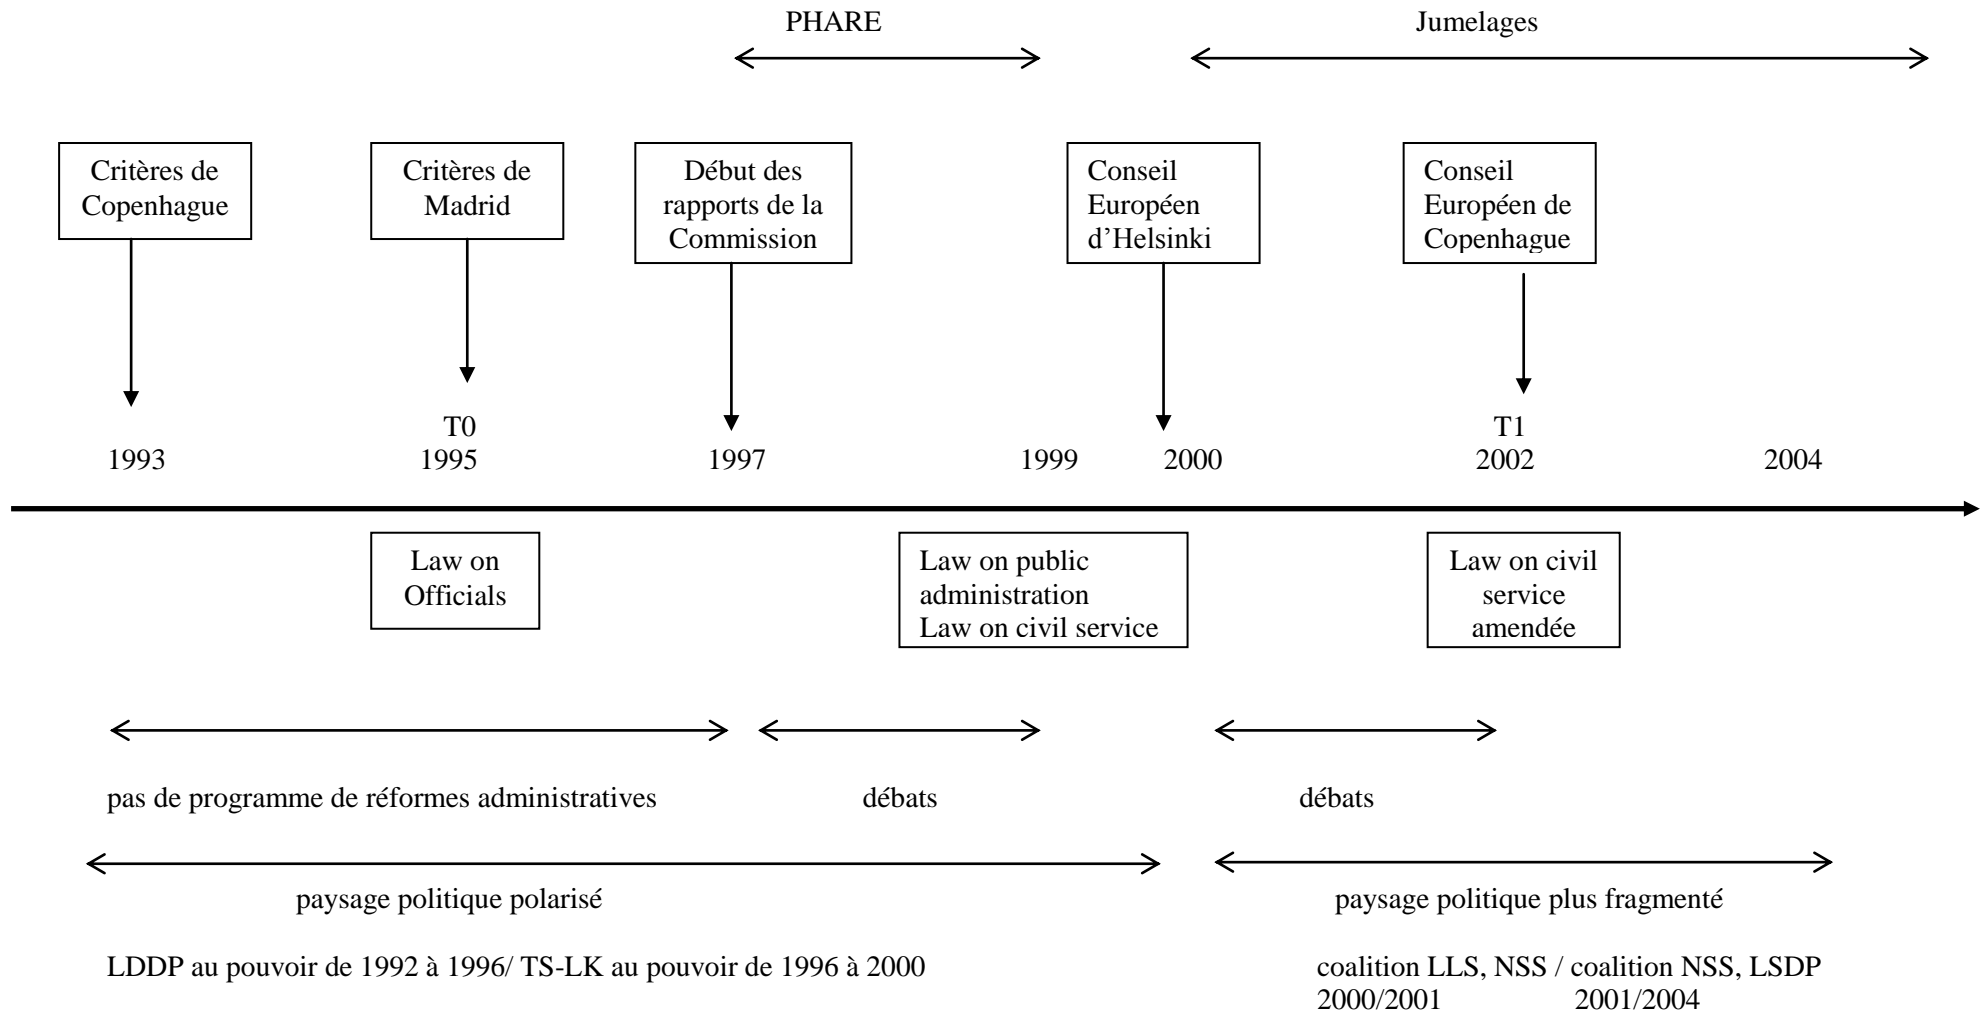 PHARE
Jumelages
Critères de
Copenhague
Critères de
Madrid
Début des
rapports de la
Commission
Conseil
Européen
d’Helsinki
Conseil
Européen de
Copenhague
T0
T1
1993
1995
1997
1999
2000
2002
2004
Law on
Officials
Law on public
administration
Law on civil service
Law on civil
service
amendée
pas de programme de réformes administratives
débats
débats
paysage politique polarisé
paysage politique plus fragmenté
LDDP au pouvoir de 1992 à 1996/ TS-LK au pouvoir de 1996 à 2000
coalition LLS, NSS / coalition NSS, LSDP
2000/2001 2001/2004